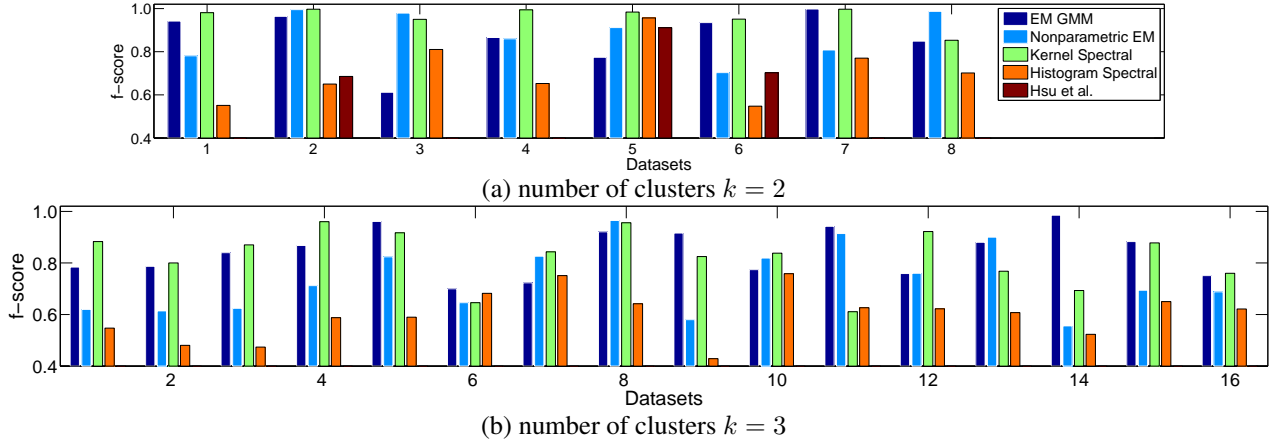 1.0
0.8
0.6
0.4
f-score
EM GMM
Nonparametric EM
Kernel Spectral
Histogram Spectral
Hsu et al.
1 2 3 4 5 6 7 8
Datasets
(a) number of clusters k = 2
1.0
0.8
0.6
0.4
f-score
2 4 6 8 10 12 14 16
Datasets
(b) number of clusters k = 3